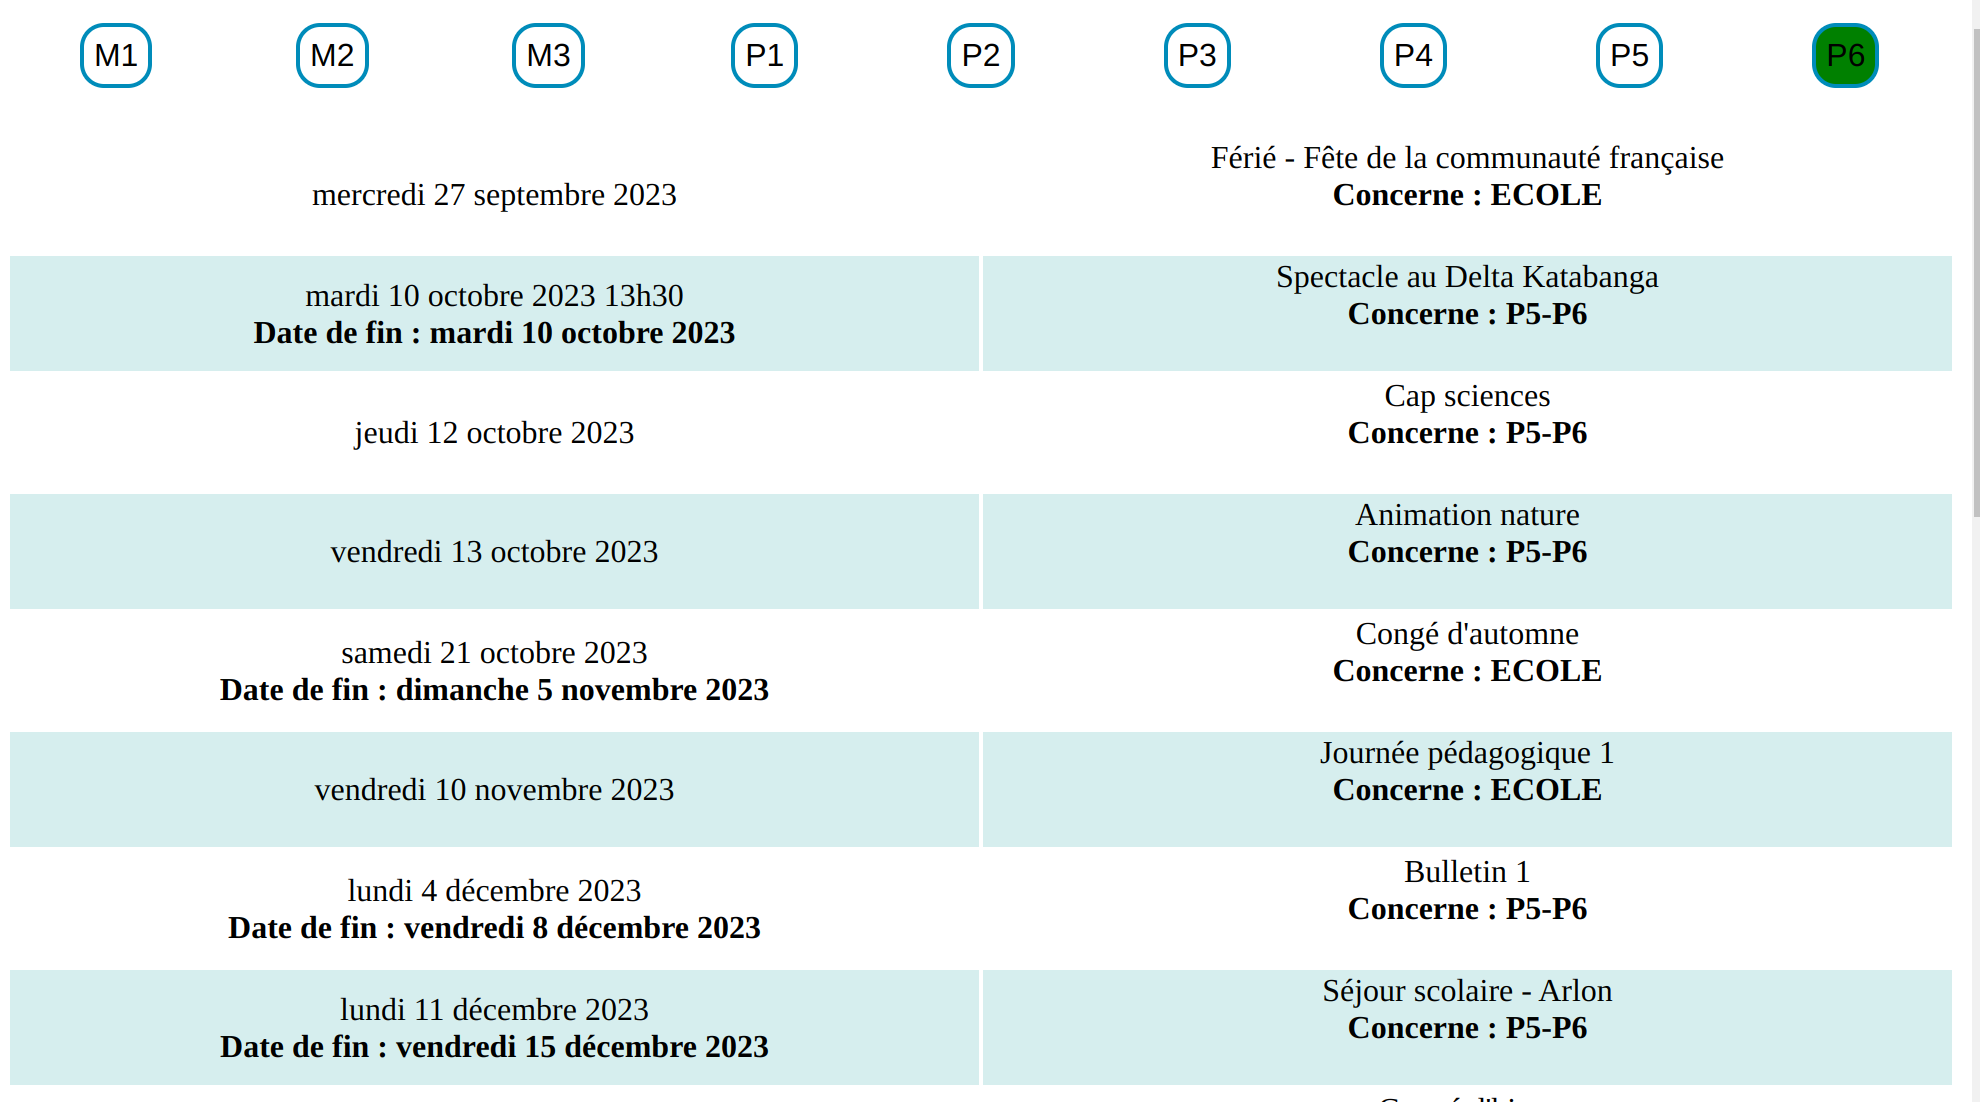 M1 M2 M3 P1 P2 P3 P4 P5 P6
Férié - Fête de la communauté française
mercredi 27 septembre 2023
Concerne : ECOLE
mardi 10 octobre 2023 13h30
Date de fin : mardi 10 octobre 2023
Spectacle au Delta Katabanga
Concerne : P5-P6
jeudi 12 octobre 2023
Cap sciences
Concerne : P5-P6
vendredi 13 octobre 2023
Animation nature
Concerne : P5-P6
samedi 21 octobre 2023
Date de fin : dimanche 5 novembre 2023
Congé d'automne
Concerne : ECOLE
vendredi 10 novembre 2023
Journée pédagogique 1
Concerne : ECOLE
lundi 4 décembre 2023
Date de fin : vendredi 8 décembre 2023
Bulletin 1
Concerne : P5-P6
lundi 11 décembre 2023
Date de fin : vendredi 15 décembre 2023
Séjour scolaire - Arlon
Concerne : P5-P6